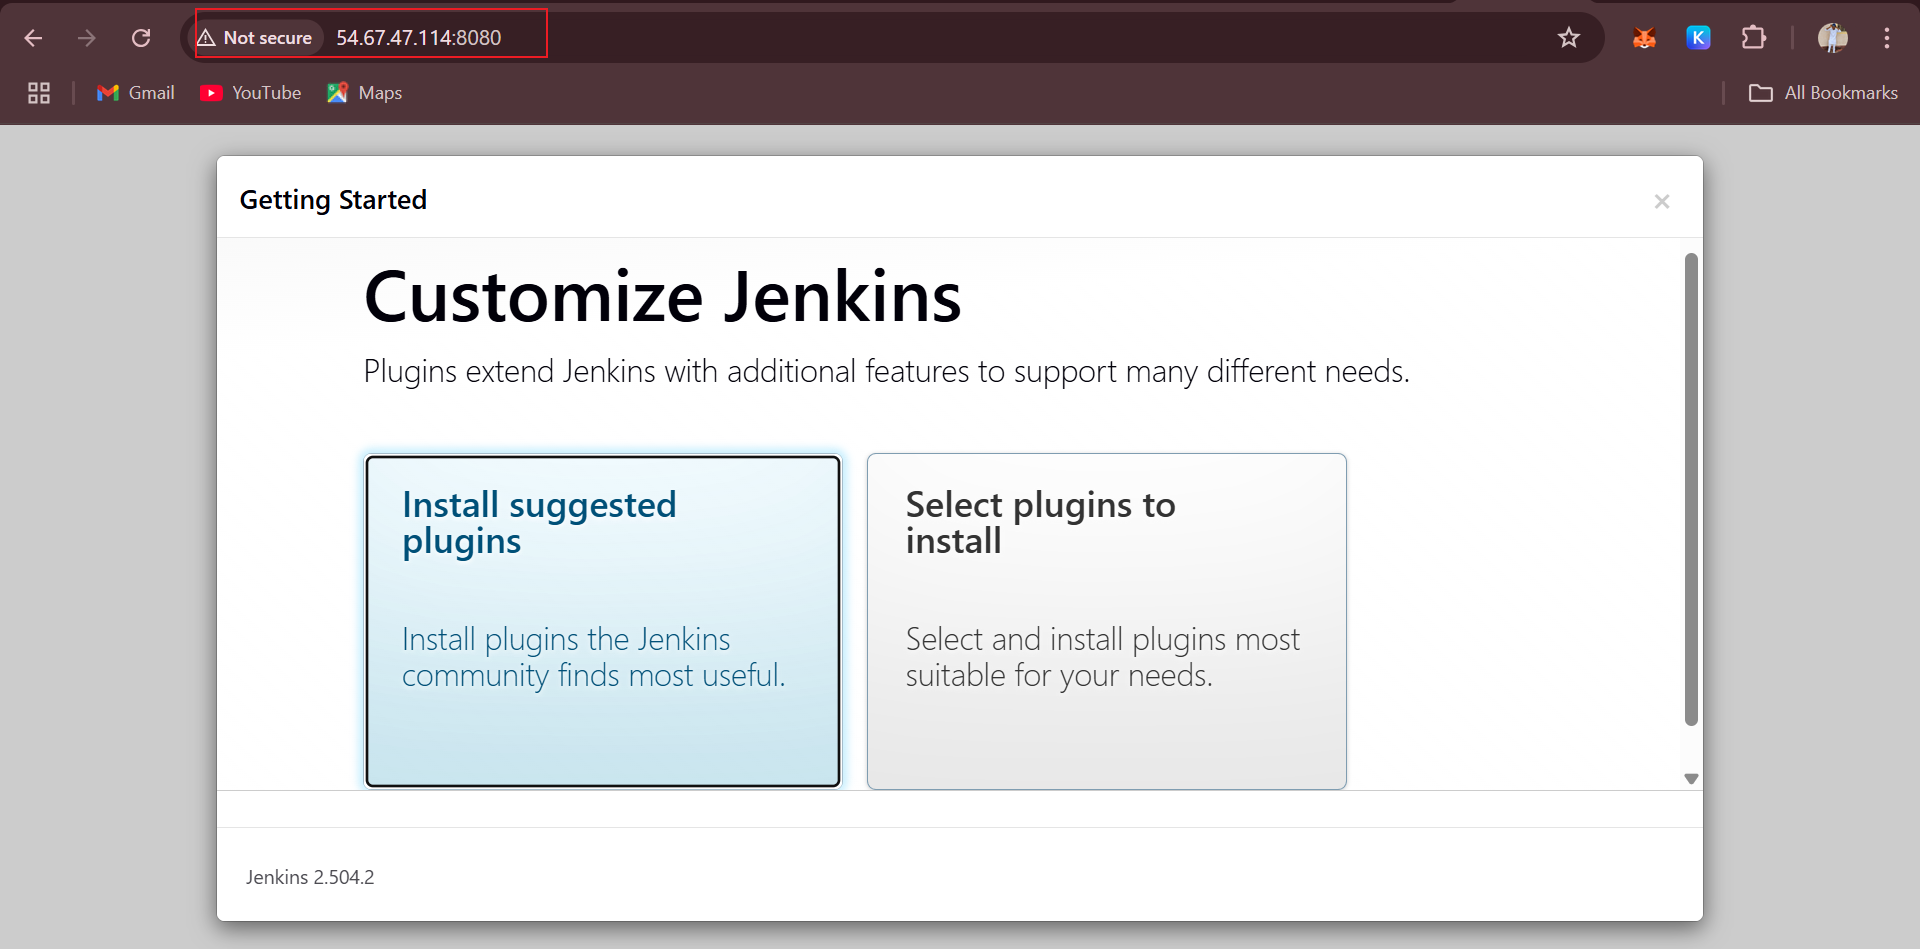 Not secure 54.67.47.114:8080
Gmail YouTube Maps All Bookmarks
Getting Started
Customize Jenkins
Plugins extend Jenkins with additional features to support many different needs.
Install suggested
plugins
Install plugins the Jenkins
community finds most useful.
Select plugins to
install
Select and install plugins most
suitable for your needs.
Jenkins 2.504.2